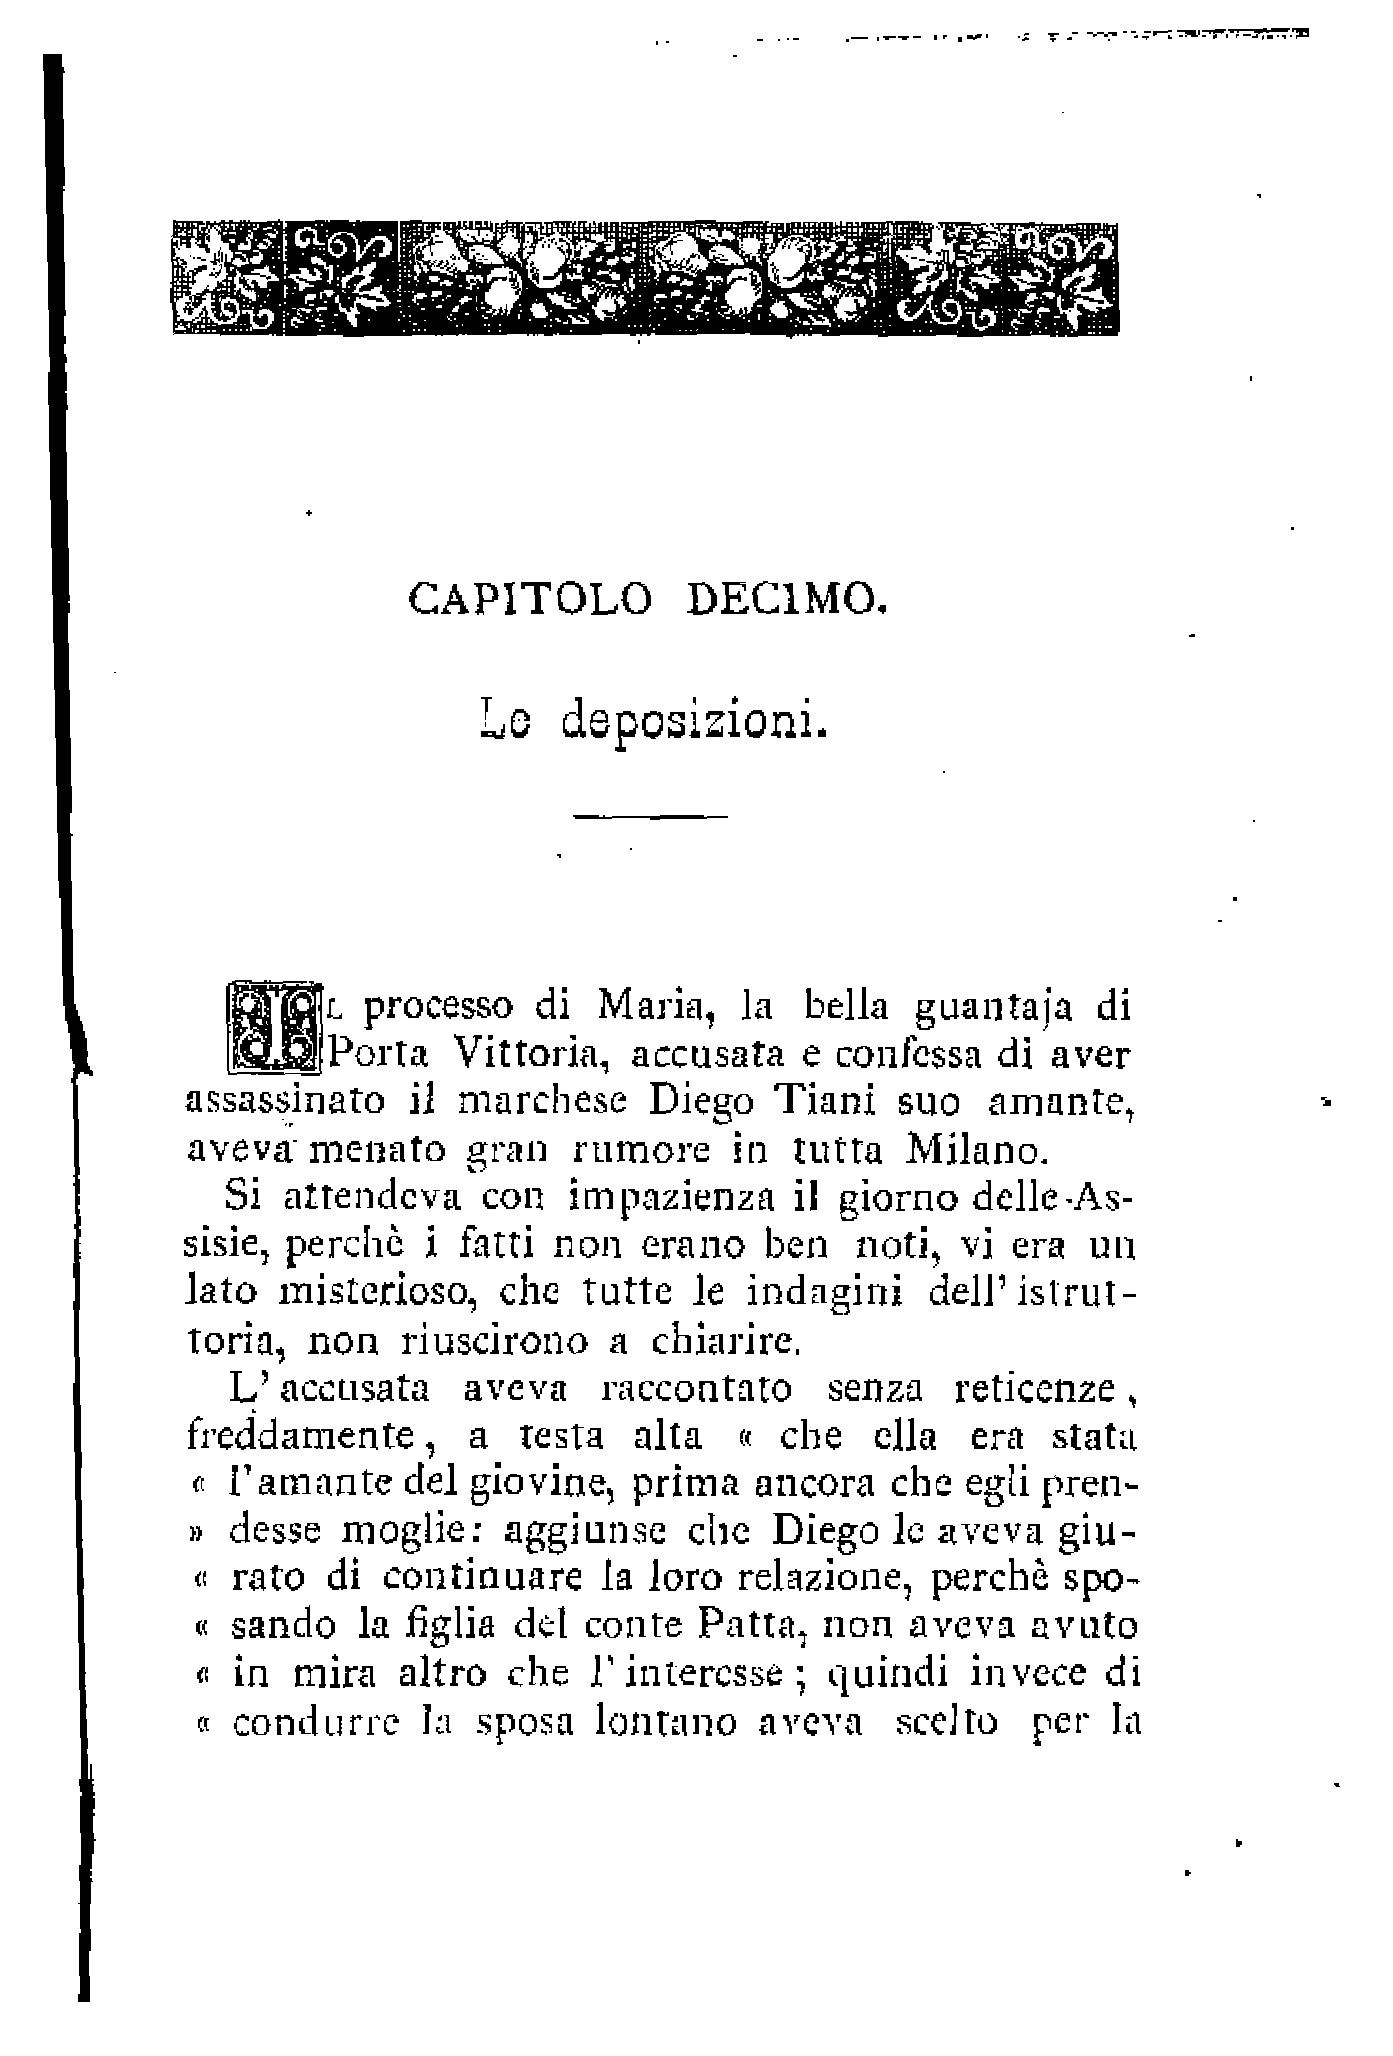 CAPITOLO DECIMO.
Le deposizioni.
IL processo di Maria, la bella guantaja di
Porta Vittoria, accusata e confessa di aver
assassinato il marchese Diego Tiani suo amante,
aveva menato gran rumore in tutta Milano.
Si attendeva con impazienza il giorno delle As-
sisie, perchè i fatti non erano ben noti, vi era un
lato misterioso, che tutte le indagini dell' istrut-
toria, non riuscirono a chiarire.
L' accusata aveva raccontato senza reticenze,
freddamente, a testa alta « che ella era stata
« l' amante del giovine, prima ancora che egli pren-
» desse moglie: aggiunse che Diego le aveva giu-
« rato di continuare la loro relazione, perchè spo-
« sando la figlia del conte Patta, non aveva avuto
« in mira altro che l' interesse; quindi invece di
« condurre la sposa lontano aveva scelto per la